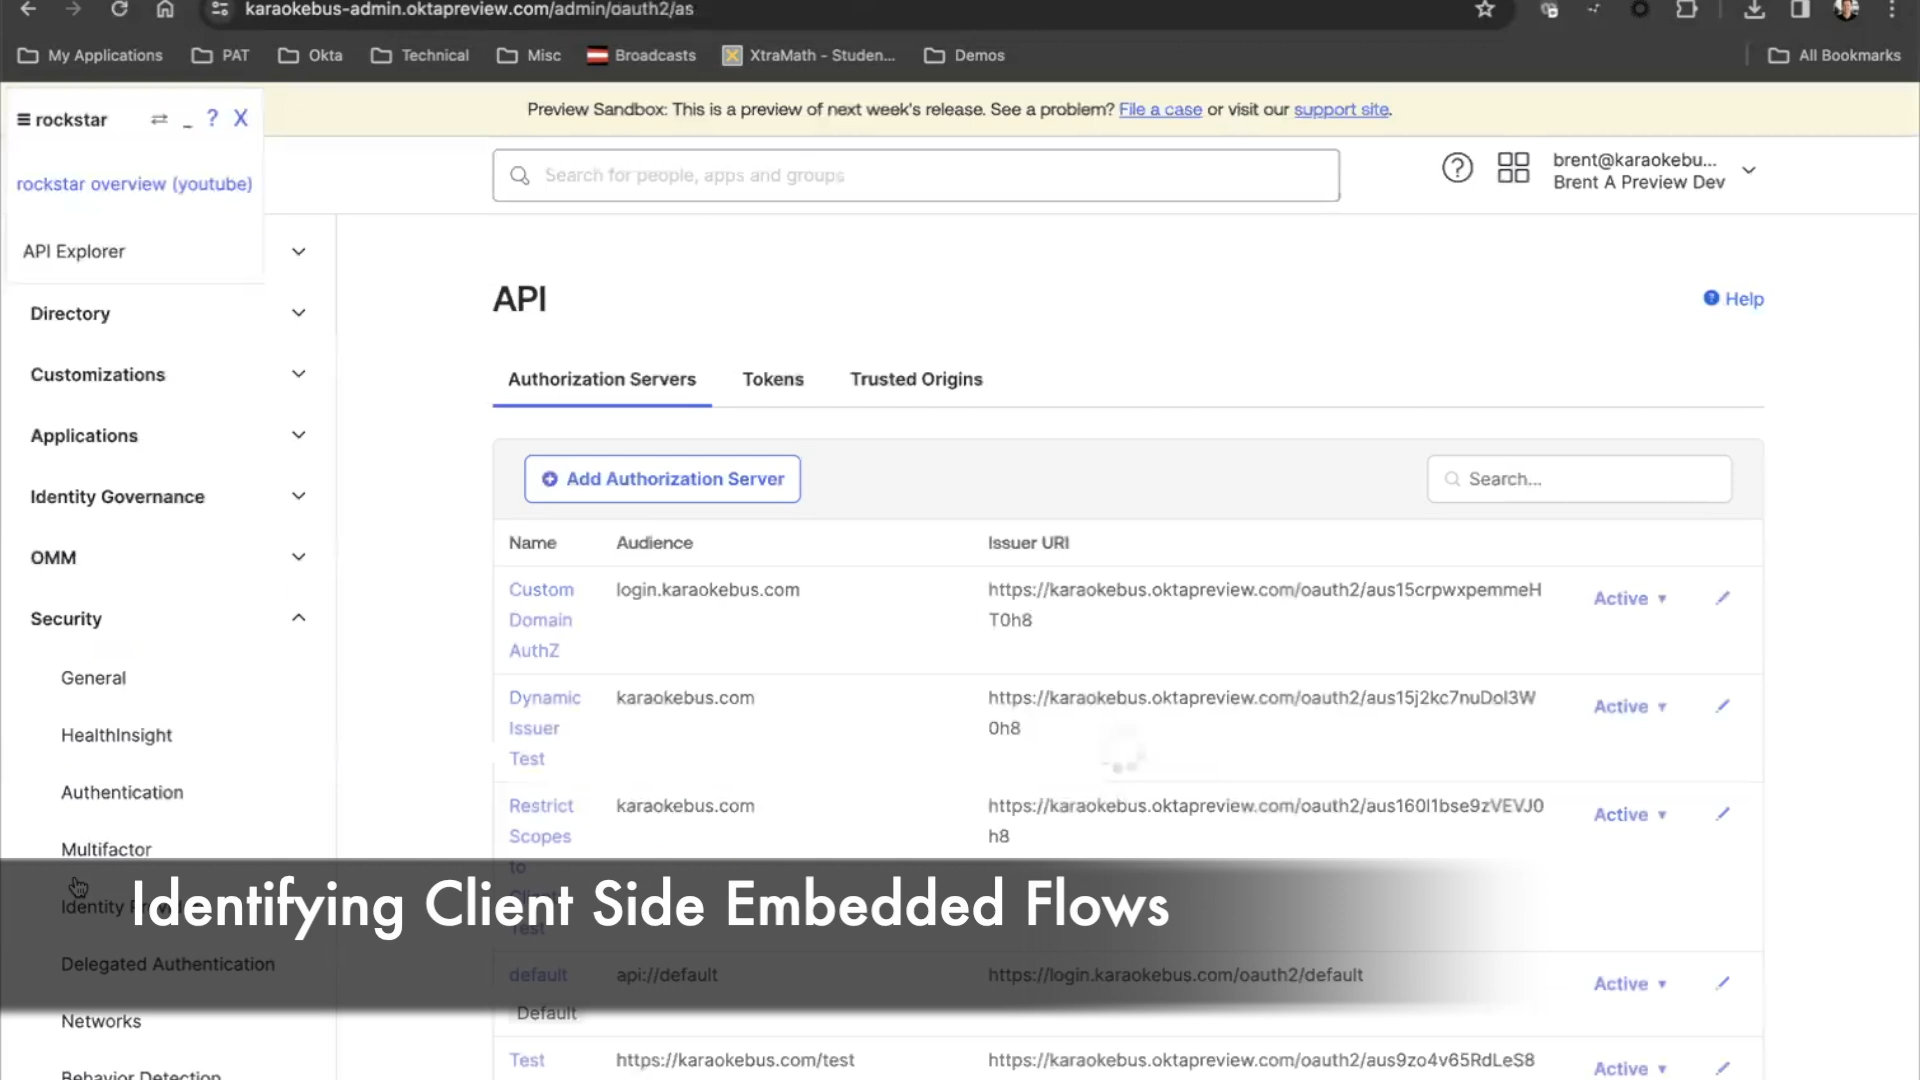 karaokebus-admin.oktapreview.com/admin/oauth2/as
My Applications PAT Okta Technical Misc Broadcasts XtraMath - Studen... Demos All Bookmarks
Preview Sandbox: This is a preview of next week's release. See a problem? File a case or visit our support site.
rockstar ? X
rockstar overview (youtube)
API Explorer
Search for people, apps and groups
brent@karaokebu...
Brent A Preview Dev
Directory
Customizations
Applications
Identity Governance
OMM
Security
General
HealthInsight
Authentication
Multifactor
Identity
Delegated Authentication
Networks
Behavior Detection
API
Help
Authorization Servers Tokens Trusted Origins
Add Authorization Server
Search...
Name Audience Issuer URI
Custom Domain AuthZ login.karaokebus.com https://karaokebus.oktapreview.com/oauth2/aus15crpwxpemmeH
T0h8
Active
Dynamic Issuer Test karaokebus.com https://karaokebus.oktapreview.com/oauth2/aus15j2kc7nuDol3W
0h8
Active
Restrict Scopes to karaokebus.com https://karaokebus.oktapreview.com/oauth2/aus160l1bse9zVEVJ0
h8
Active
Test
default api://default https://login.karaokebus.com/oauth2/default Active
Default
Test https://karaokebus.com/test https://karaokebus.oktapreview.com/oauth2/aus9zo4v65RdLeS8 Active
Identifying Client Side Embedded Flows